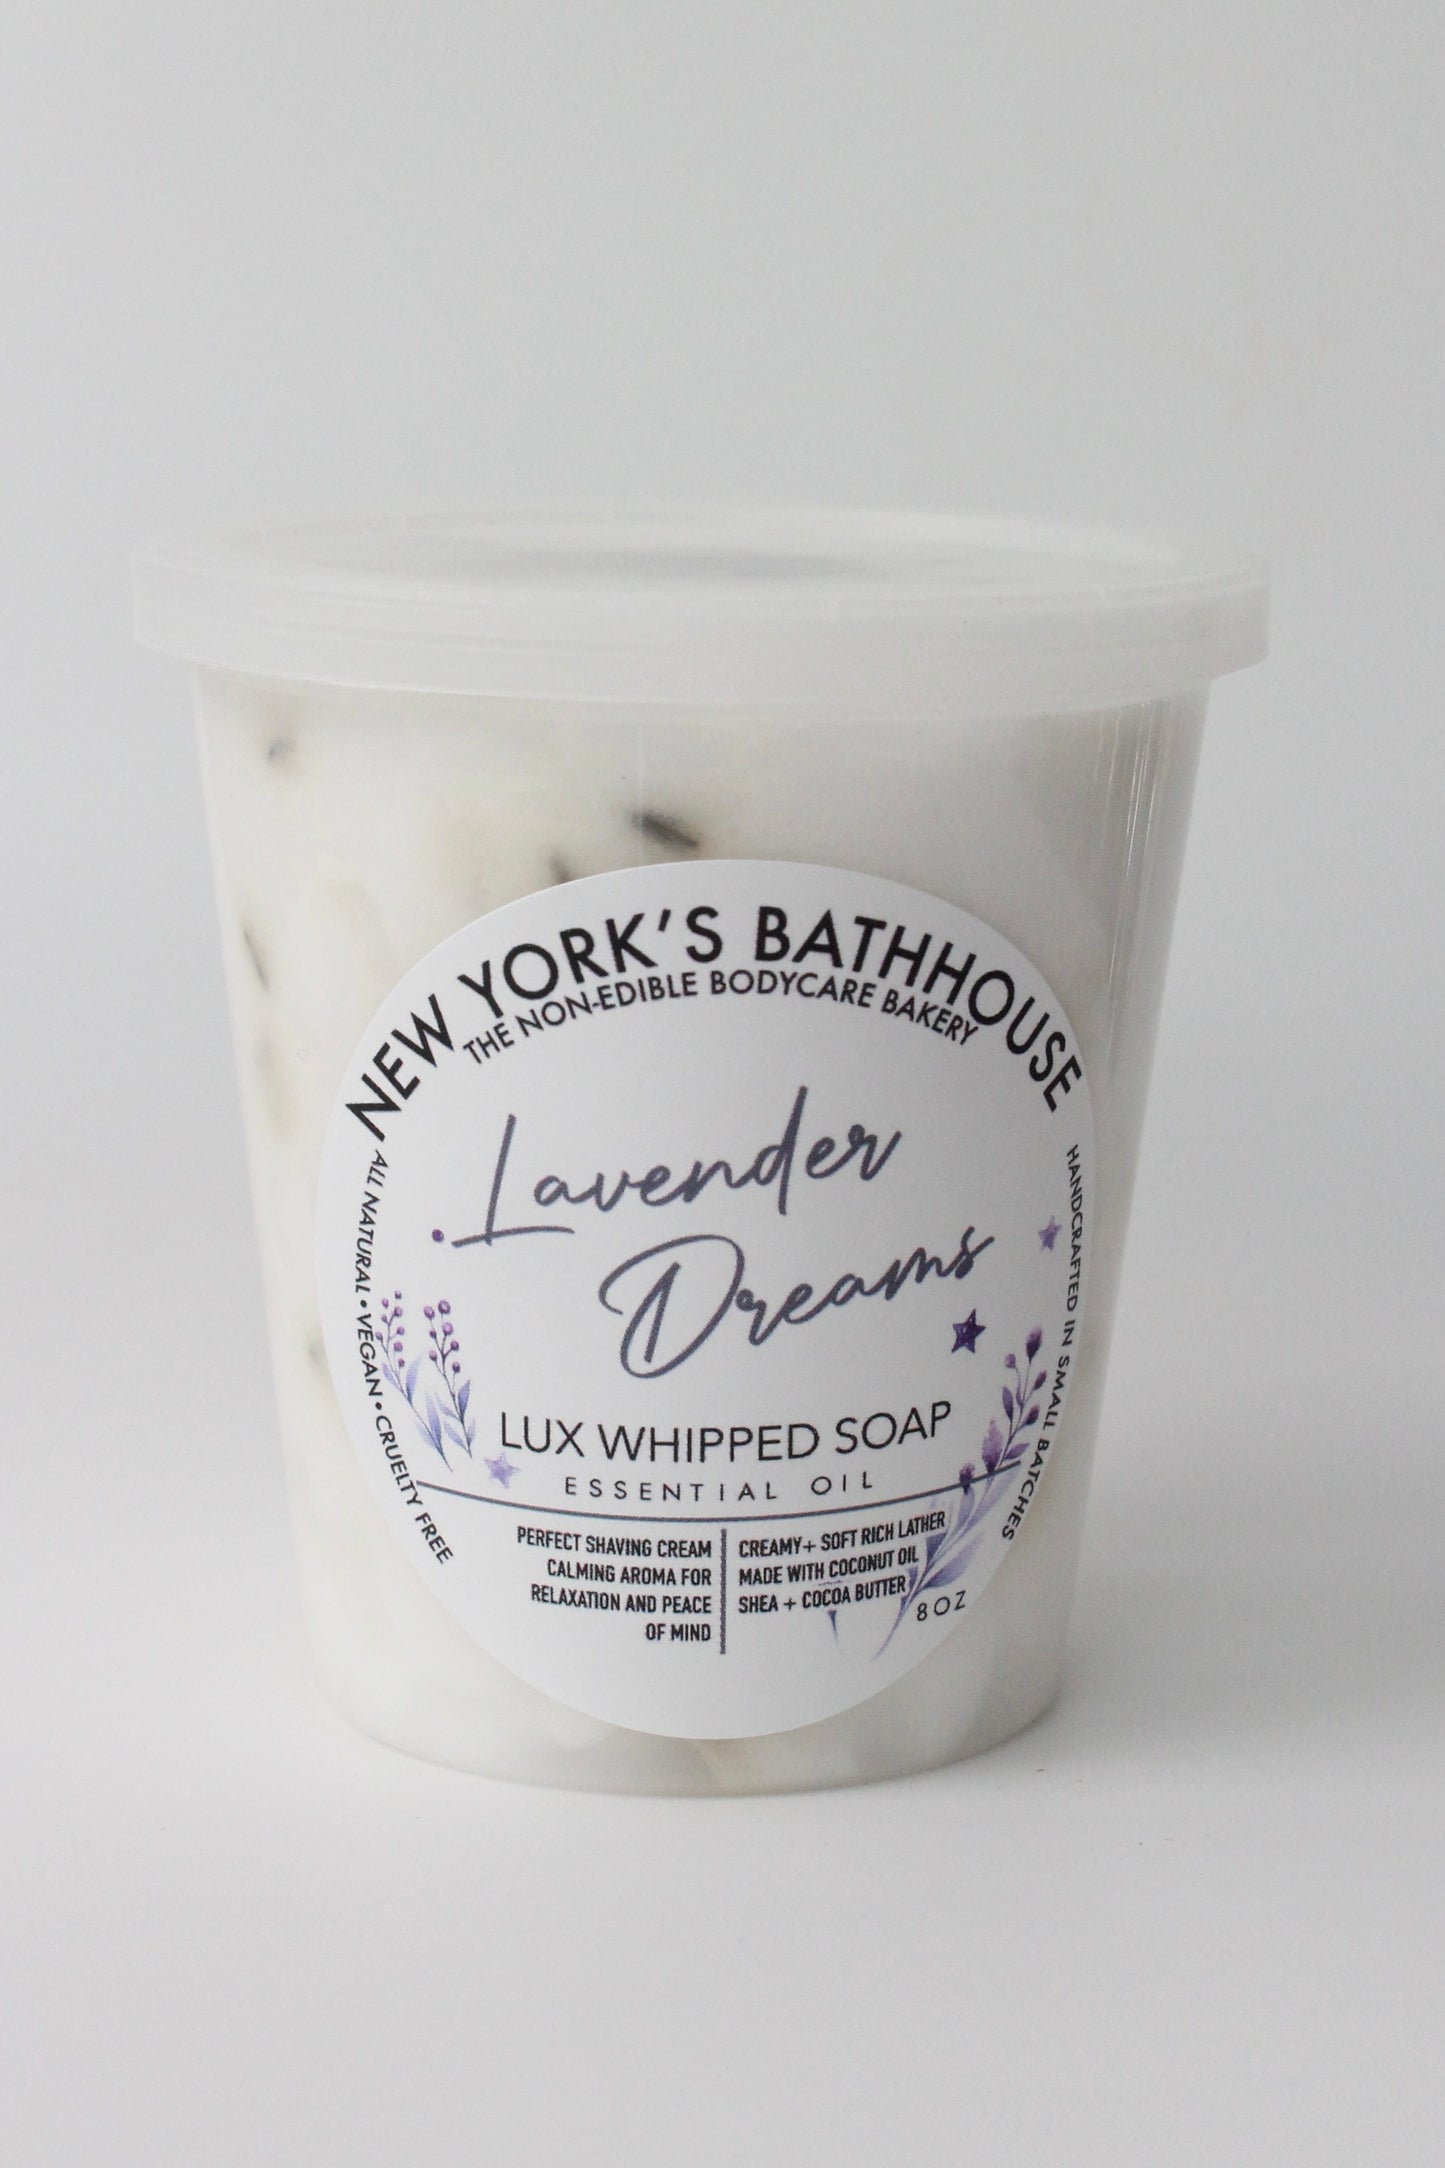 NEW YORK'S BATHHOUSE
THE NON-EDIBLE BODYCARE BAKERY
Lavender
Dreams
LUX WHIPPED SOAP
ESSENTIAL OIL
PERFECT SHAVING CREAM
CALMING AROMA FOR
RELAXATION AND PEACE
OF MIND
CREAMY+ SOFT RICH LATHER
MADE WITH COCONUT OIL
SHEA + COCOA BUTTER
8OZ
ALL NATURAL • VEGAN • CRUELTY FREE
HANDCRAFTED IN SMALL BATCHES